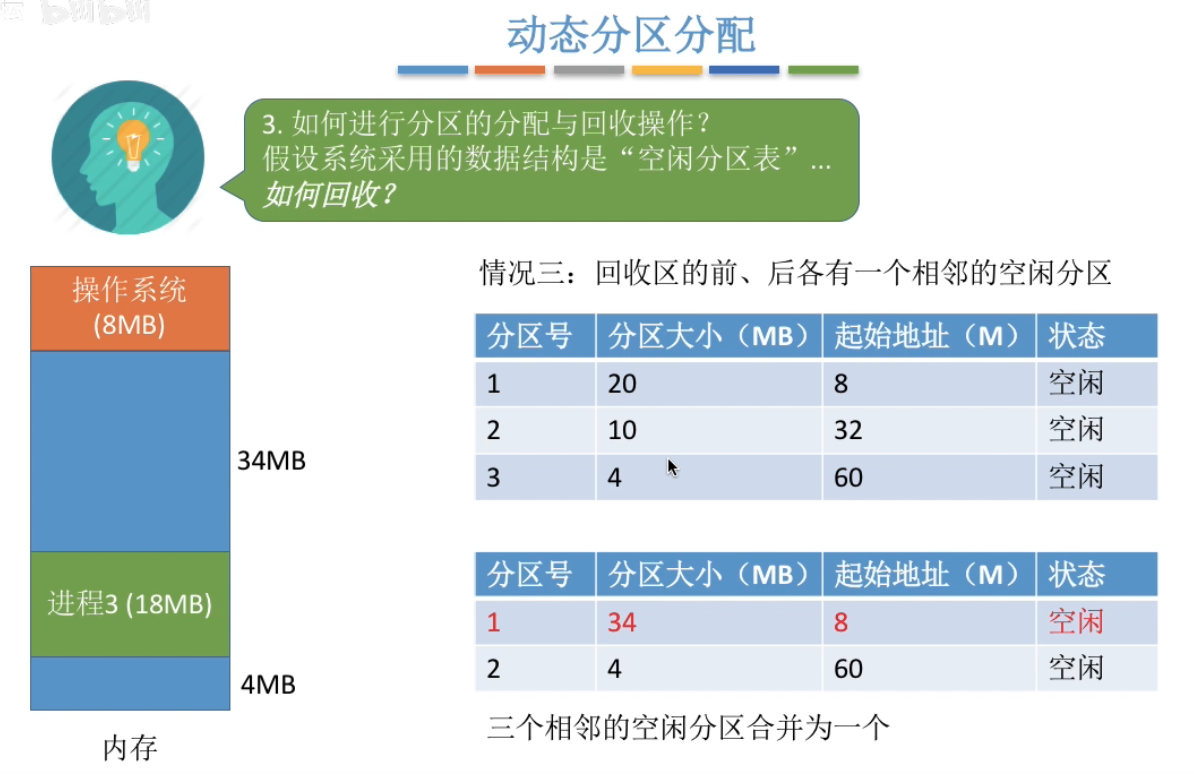 bilibili
动态分区分配
3. 如何进行分区的分配与回收操作？
假设系统采用的数据结构是“空闲分区表”...
如何回收？
操作系统
(8MB)
34MB
进程3 (18MB)
4MB
内存
情况三：回收区的前、后各有一个相邻的空闲分区
分区号 分区大小（MB） 起始地址（M） 状态
1 20 8 空闲
2 10 32 空闲
3 4 60 空闲
分区号 分区大小（MB） 起始地址（M） 状态
1 34 8 空闲
2 4 60 空闲
三个相邻的空闲分区合并为一个